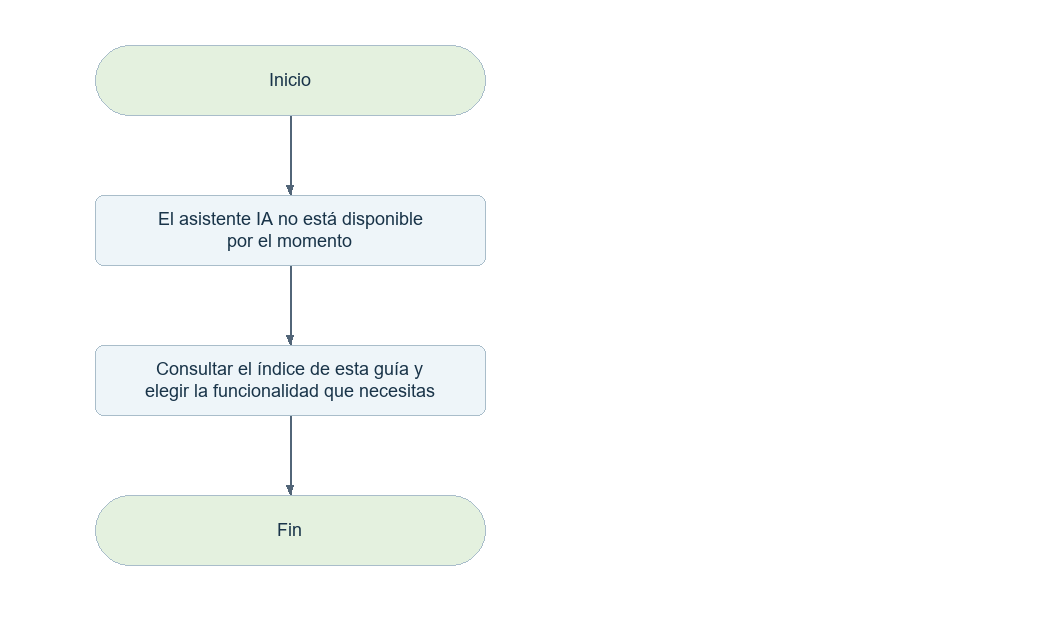 Inicio
El asistente IA no está disponible
por el momento
Consultar el índice de esta guía y
elegir la funcionalidad que necesitas
Fin